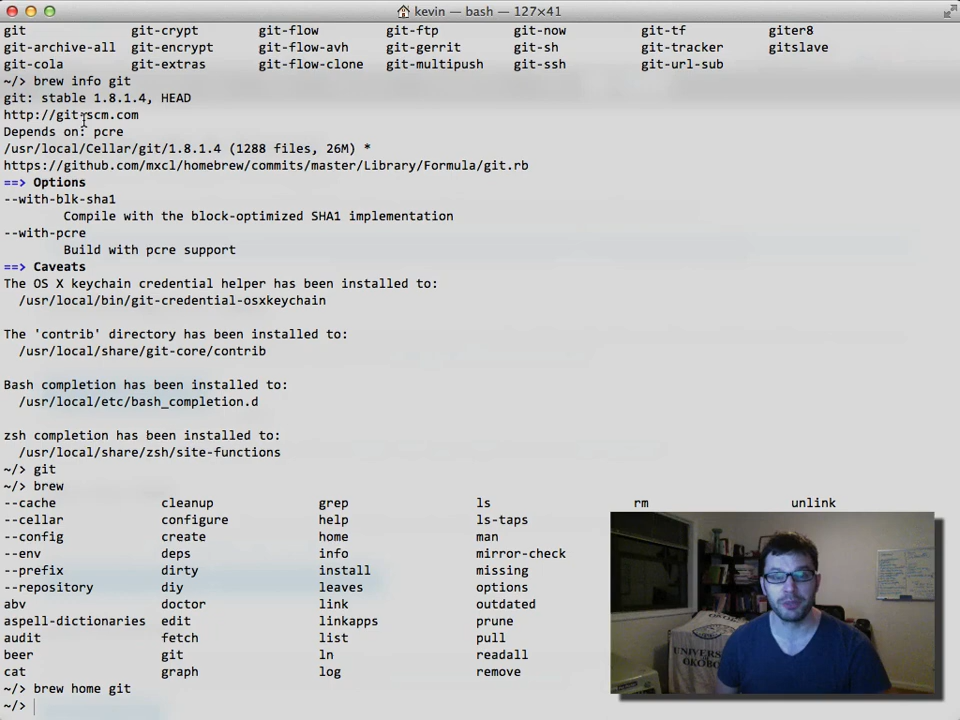 kevin — bash — 127×41
git git-crypt git-flow git-ftp git-now git-tf giter8
git-archive-all git-encrypt git-flow-avh git-gerrit git-sh git-tracker gitslave
git-cola git-extras git-flow-clone git-multipush git-ssh git-url-sub
~/> brew info git
git: stable 1.8.1.4, HEAD
http://git-scm.com
Depends on: pcre
/usr/local/Cellar/git/1.8.1.4 (1288 files, 26M) *
https://github.com/mxcl/homebrew/commits/master/Library/Formula/git.rb
==> Options
--with-blk-sha1
Compile with the block-optimized SHA1 implementation
--with-pcre
Build with pcre support
==> Caveats
The OS X keychain credential helper has been installed to:
/usr/local/bin/git-credential-osxkeychain
The 'contrib' directory has been installed to:
/usr/local/share/git-core/contrib
Bash completion has been installed to:
/usr/local/etc/bash_completion.d
zsh completion has been installed to:
/usr/local/share/zsh/site-functions
~/> git
~/> brew
--cache cleanup grep ls rm unlink
--cellar configure help ls-taps
--config create home man
--env deps info mirror-check
--prefix dirty install missing
--repository diy leaves options
abv doctor link outdated
aspell-dictionaries edit linkapps prune
audit fetch list pull
beer git ln readall
cat graph log remove
~/> brew home git
~/>
UNIVERS
OKOBO